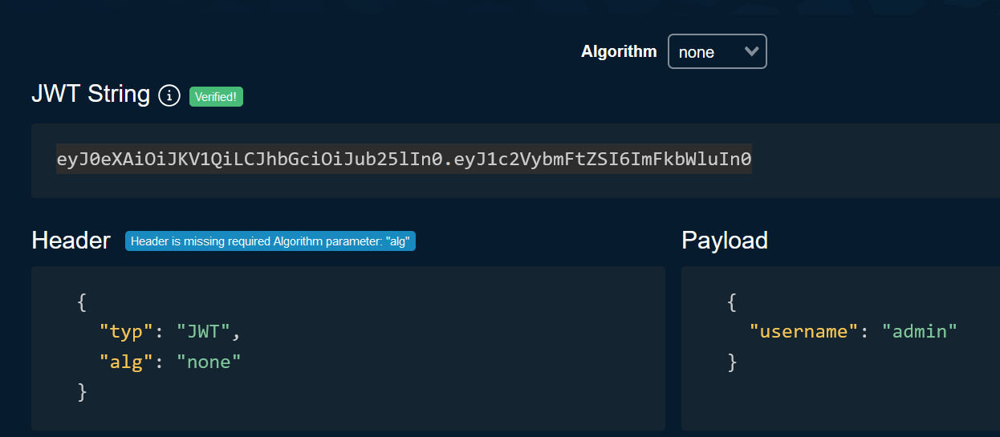 Algorithm none
JWT String i Verified!
eyJ0eXAiOiJKV1QiLCJhbGciOiJub25lIn0.eyJ1c2VybmFtZSI6ImFkbWluIn0
Header Header is missing required Algorithm parameter: "alg"
{
"typ": "JWT",
"alg": "none"
}
Payload
{
"username": "admin"
}